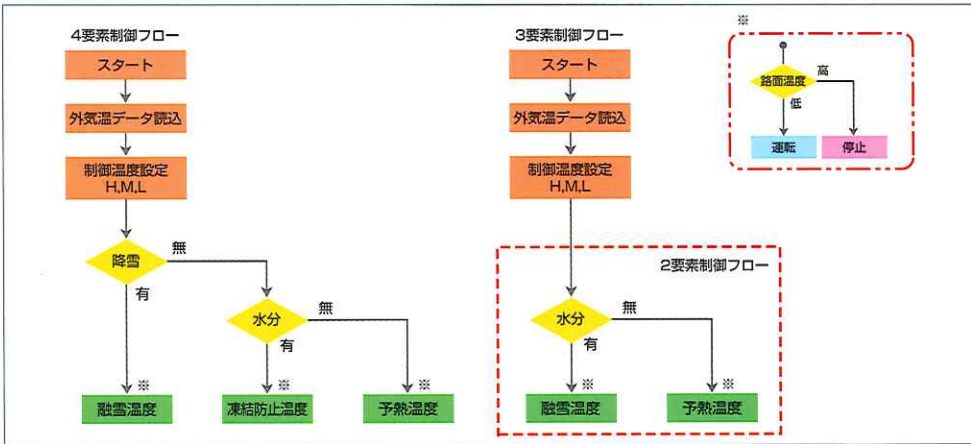 4要素制御フロー
スタート
外気温データ読込
制御温度設定
H,M,L
降雪
無
有
水分
無
有
※
※
※
融雪温度
凍結防止温度
予熱温度
3要素制御フロー
スタート
外気温データ読込
制御温度設定
H,M,L
2要素制御フロー
水分
無
有
※
※
融雪温度
予熱温度
※
路面温度
高
低
運転
停止